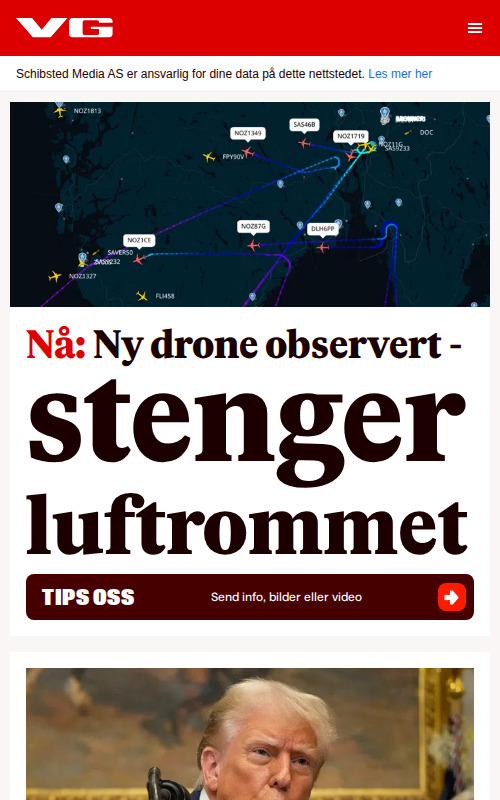 VG
Schibsted Media AS er ansvarlig for dine data på dette nettstedet. Les mer her
NOZ1813
SAS46B
NOZ1349
NOZ1719
DOC
NOZ11G
SAS9233
FPY90V
NOZ87G
DLH6PP
NOZ1CE
SAVER50
NOZ1327
FLI458
Nå: Ny drone observert -
stenger
luftrommet
TIPS OSS
Send info, bilder eller video